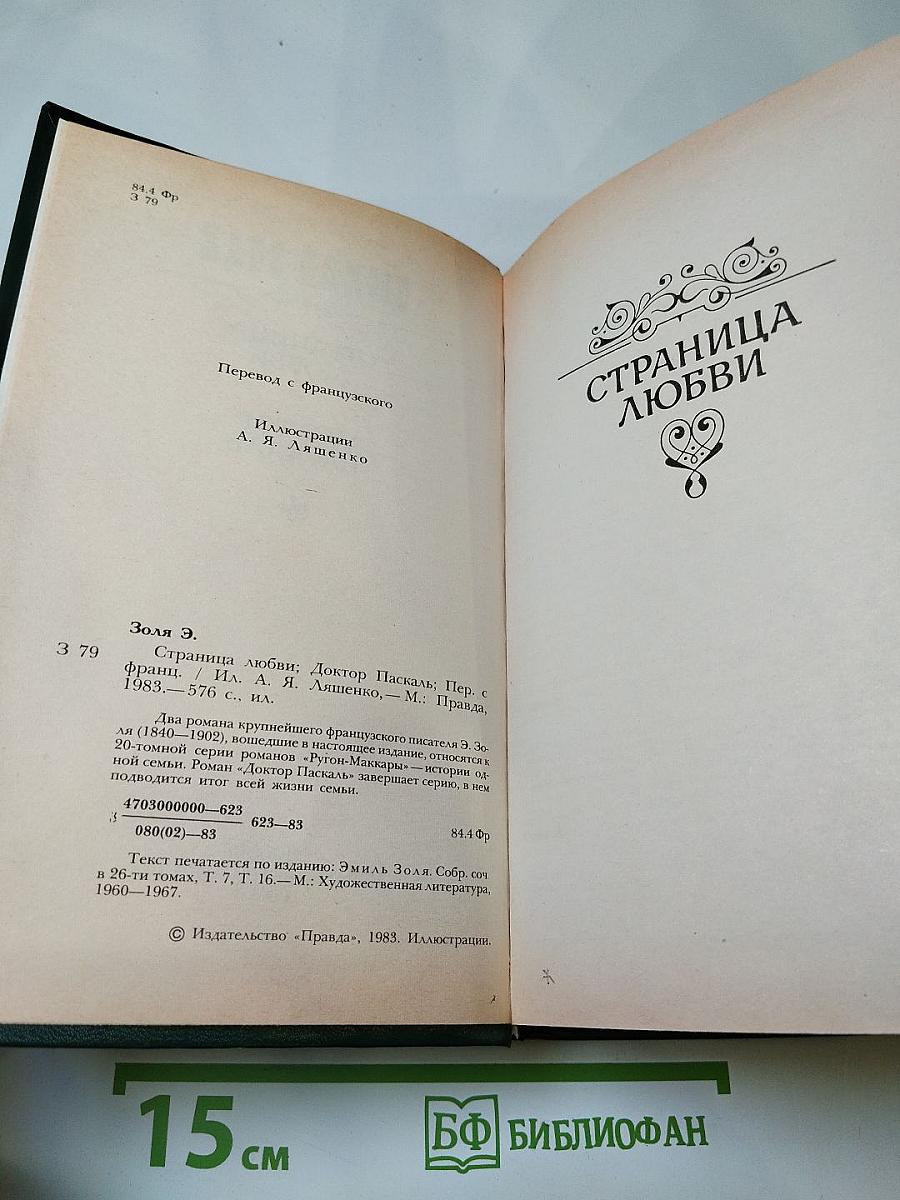 84.4 Фр
З 79
Перевод с французского
Иллюстрации
А. Я. Ляшенко
Золя Э.
З 79
Страница любви; Доктор Паскаль; Пер. с
франц. / Ил. А. Я. Ляшенко,— М.: Правда,
1983.— 576 с., ил.
Два романа крупнейшего французского писателя Э. Зо-
ля (1840—1902), вошедшие в настоящее издание, относятся к
20-томной серии романов «Ругон-Маккары» — истории од-
ной семьи. Роман «Доктор Паскаль» завершает серию, в нем
подводится итог всей жизни семьи.
З 4703000000—623
080(02)—83
623—83
84.4 Фр
Текст печатается по изданию: Эмиль Золя. Собр. соч
в 26-ти томах, Т. 7, Т. 16.— М.: Художественная литература,
1960—1967.
© Издательство «Правда», 1983. Иллюстрации.
СТРАНИЦА
ЛЮБВИ
15 см
БФ БИБЛИОФАН